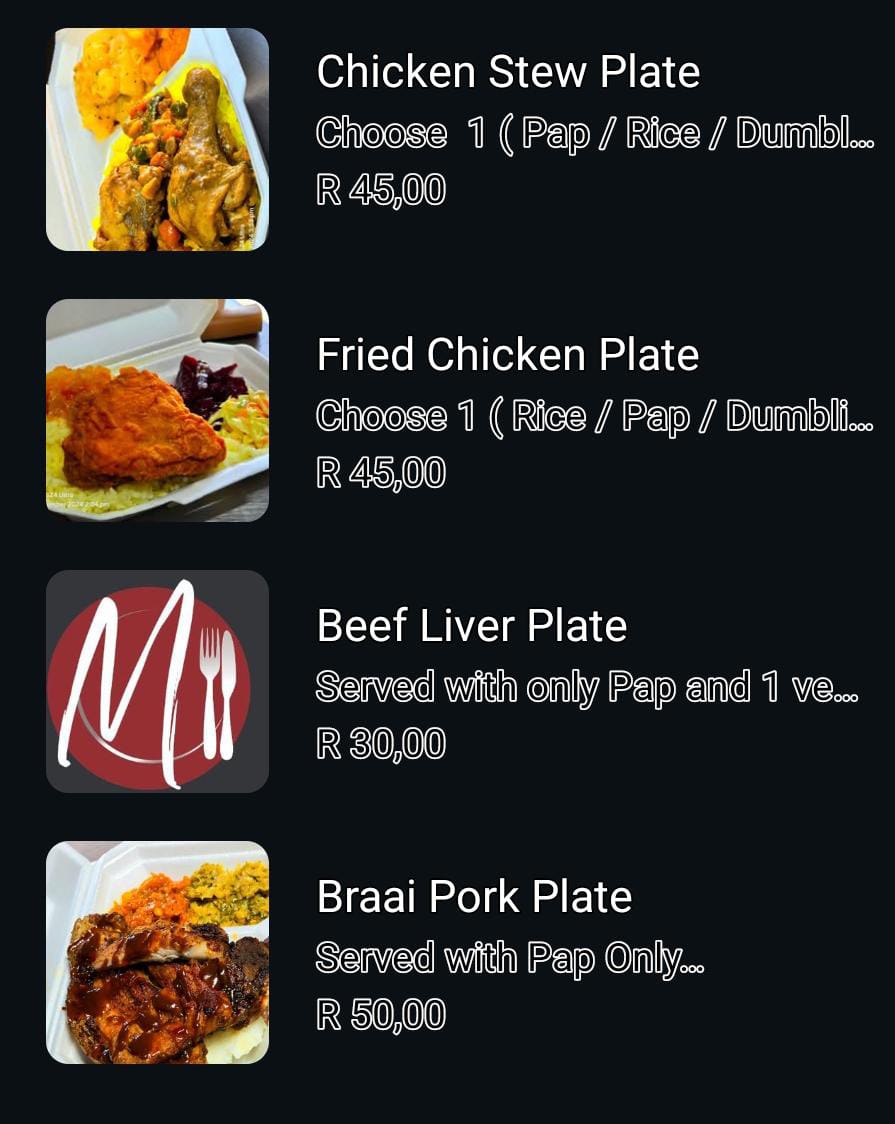 Chicken Stew Plate
Choose 1 ( Pap / Rice / Dumbl...
R 45,00
Fried Chicken Plate
Choose 1 ( Rice / Pap / Dumbli...
R 45,00
M
Beef Liver Plate
Served with only Pap and 1 ve...
R 30,00
Braai Pork Plate
Served with Pap Only...
R 50,00